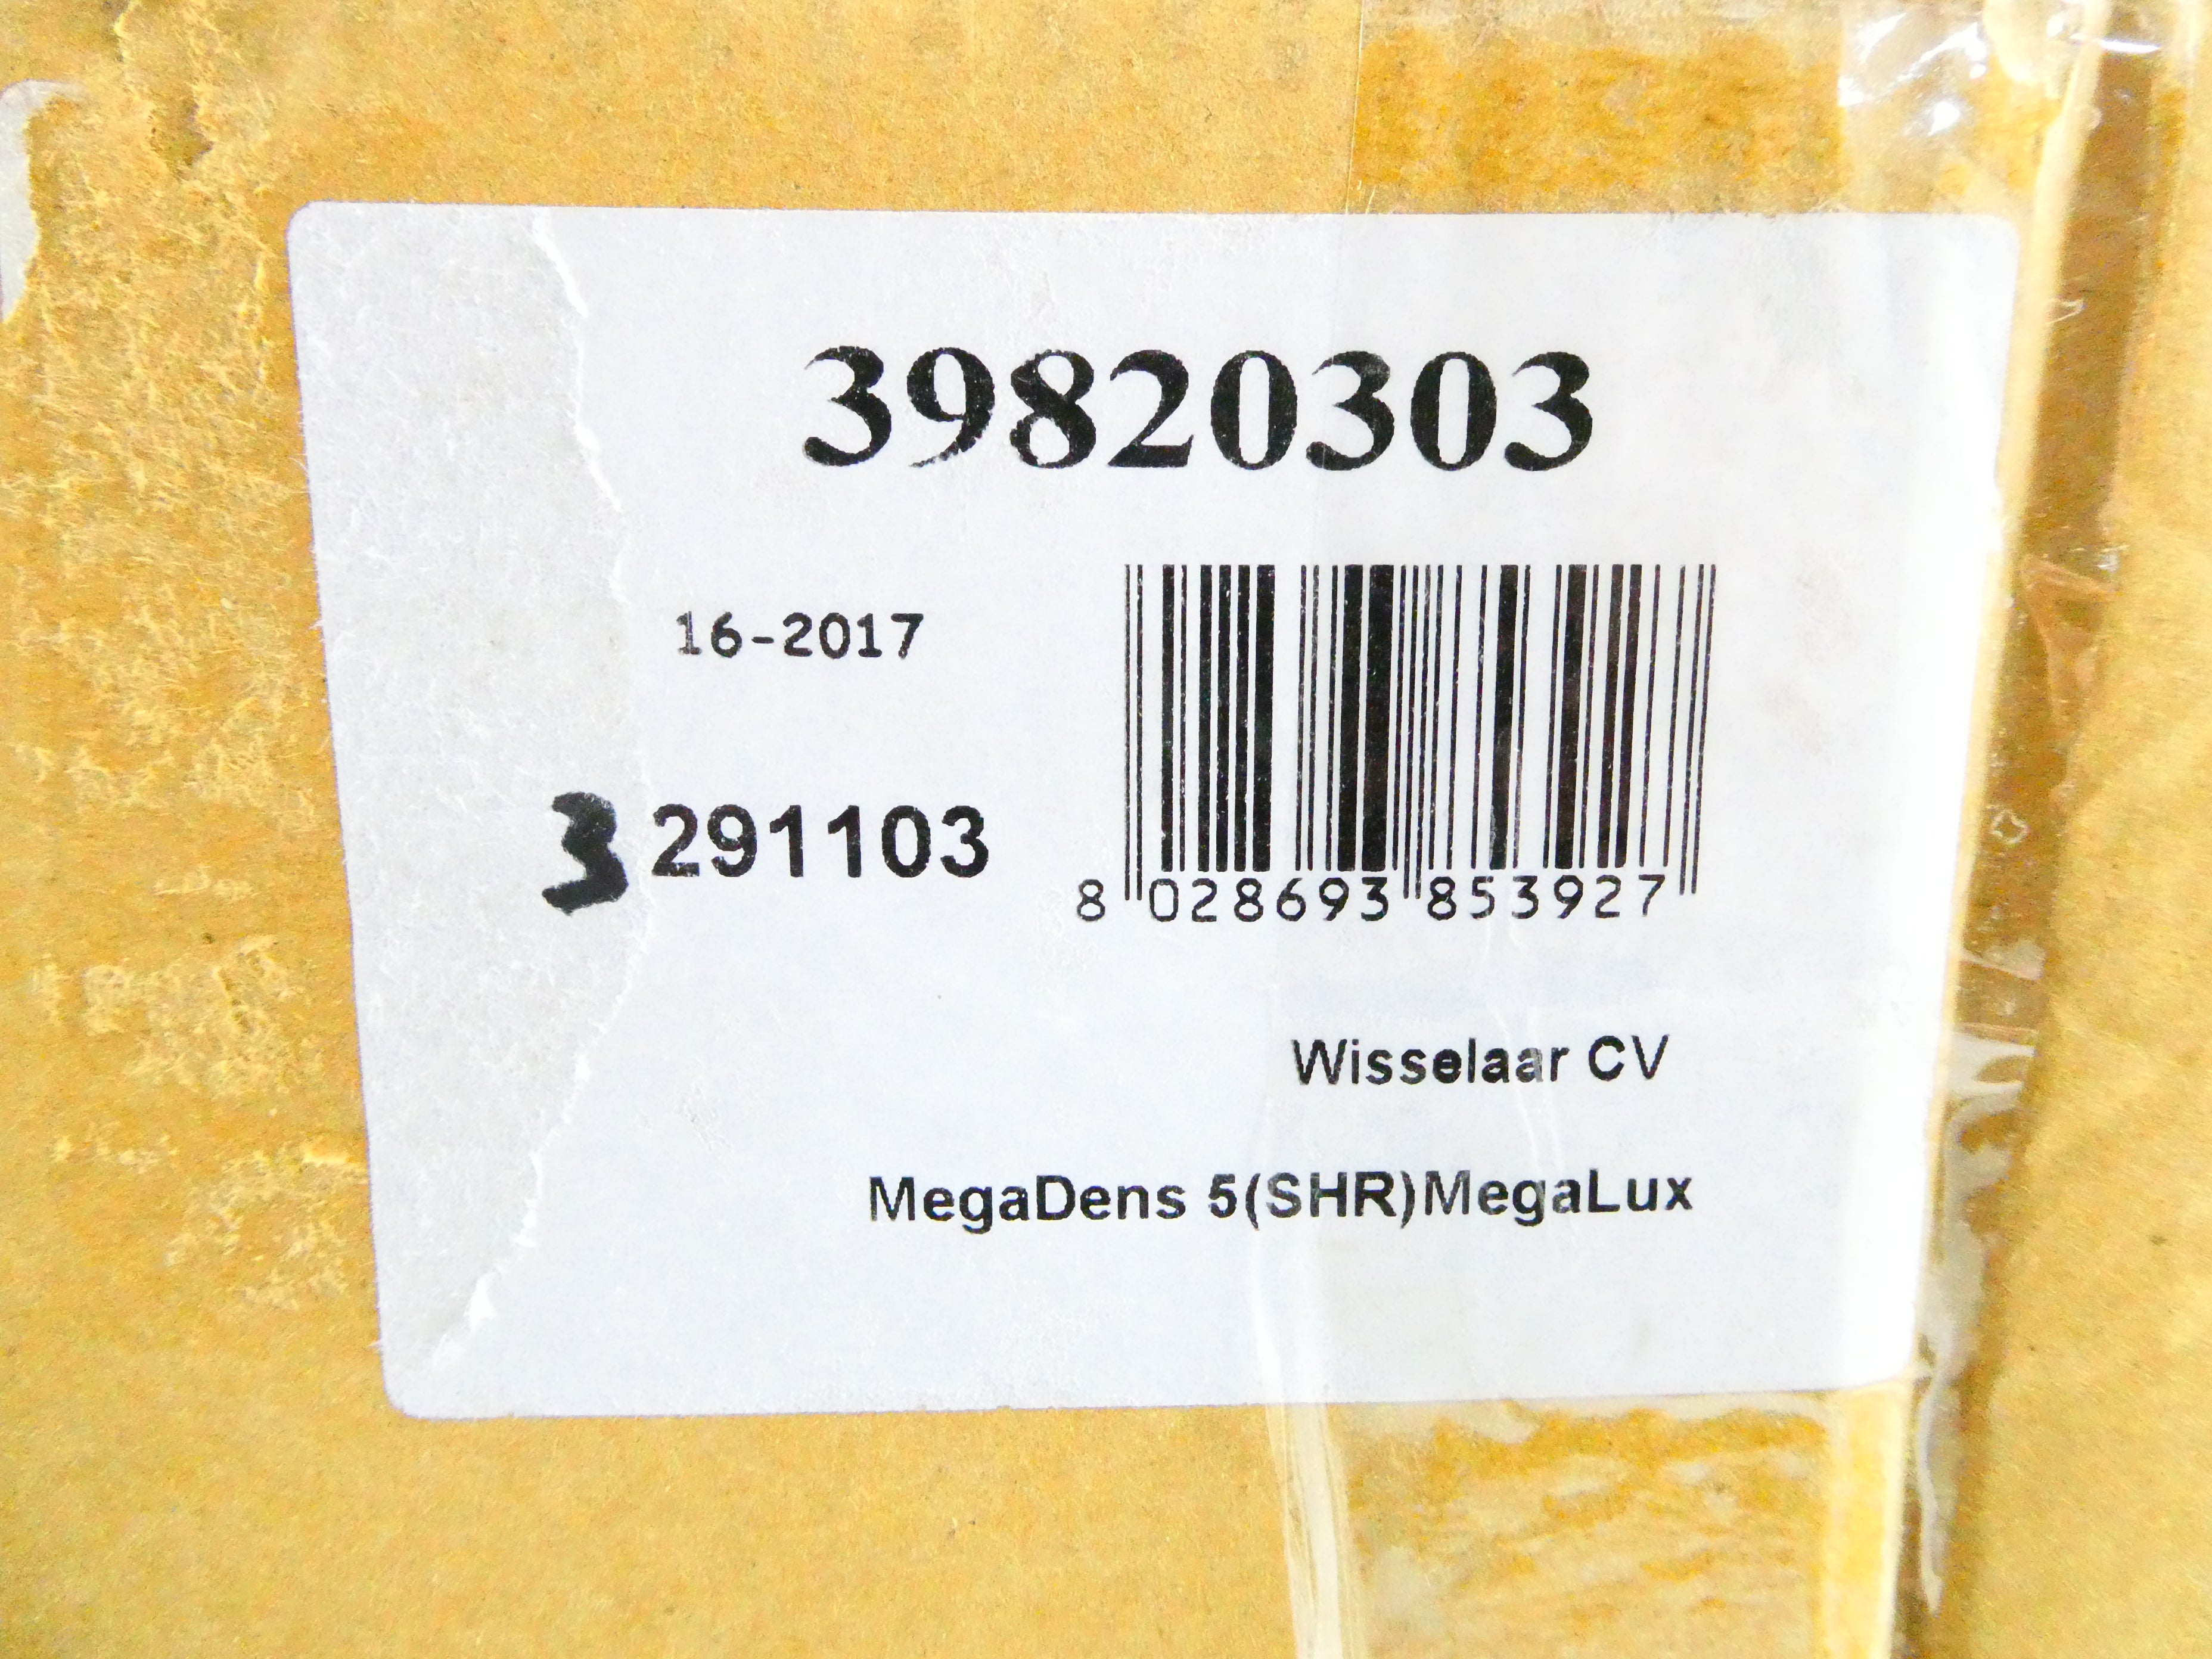 39820303
16-2017
3 291103
8 028693 853927
Wisselaar CV
MegaDens 5(SHR)MegaLux